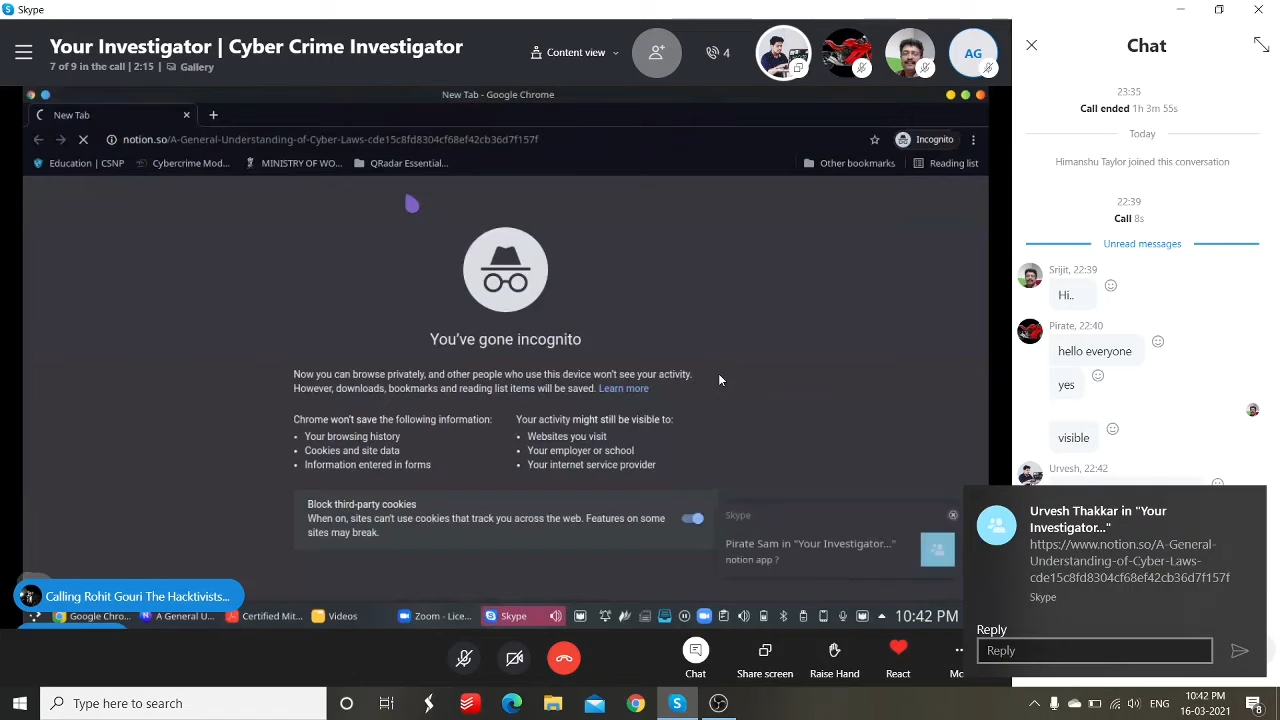 Skype
Your Investigator | Cyber Crime Investigator
7 of 9 in the call | 2:15 | Gallery
Content view
4
AG
New Tab - Google Chrome
New Tab
notion.so/A-General-Understanding-of-Cyber-Laws-cde15c8fd8304cf68ef42cb36d7f157f
Incognito
Education | CSNP
Cybercrime Mod...
MINISTRY OF WO...
QRadar Essential...
Other bookmarks
Reading list
You've gone incognito
Now you can browse privately, and other people who use this device won't see your activity.
However, downloads, bookmarks and reading list items will be saved. Learn more
Chrome won't save the following information:
• Your browsing history
• Cookies and site data
• Information entered in forms
Your activity might still be visible to:
• Websites you visit
• Your employer or school
• Your internet service provider
Block third-party cookies
When on, sites can't use cookies that track you across the web. Features on some
sites may break.
Skype
Pirate Sam in "Your Investigator..."
notion app ?
Calling Rohit Gouri The Hacktivists...
Google Chro...
A General U...
Certified Mit...
Videos
Zoom - Lice...
Skype
10:42 PM
Chat
Share screen
Raise Hand
React
Mo
Chat
23:35
Call ended 1h 3m 55s
Today
Himanshu Taylor joined this conversation
22:39
Call 8s
Unread messages
Srijit, 22:39
Hi..
Pirate, 22:40
hello everyone
yes
visible
Urvesh, 22:42
Urvesh Thakkar in "Your
Investigator..."
https://www.notion.so/A-General-
Understanding-of-Cyber-Laws-
cde15c8fd8304cf68ef42cb36d7f157f
Skype
Reply
Reply
Type here to search
ENG
10:42 PM
16-03-2021
8